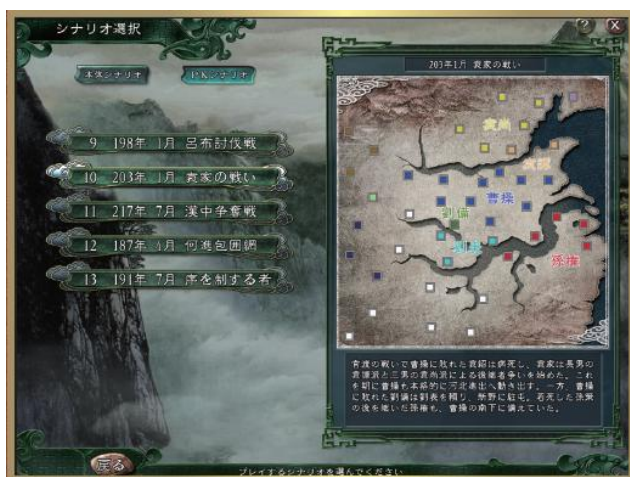 シナリオ選択
? X
本体シナリオ
PKシナリオ
9 198年 1月 呂布討伐戦
10 203年 1月 袁家の戦い
11 217年 7月 漢中争奪戦
12 187年 4月 何進包囲網
13 191年 7月 序を制する者
戻る
203年1月 袁家の戦い
袁尚
袁譚
曹操
劉備
劉表
孫権
官渡の戦いで曹操に敗れた袁紹は病死し、袁家は長男の
袁譚派と三男の袁尚派による後継者争いを始めた。これ
を期に曹操も本格的に河北進出へ動き出す。一方、曹操
に敗れた劉備は劉表を頼り、新野に駐屯。若死した孫策
の後を継いだ孫権も、曹操の南下に備えていた。
プレイするシナリオを選んでください